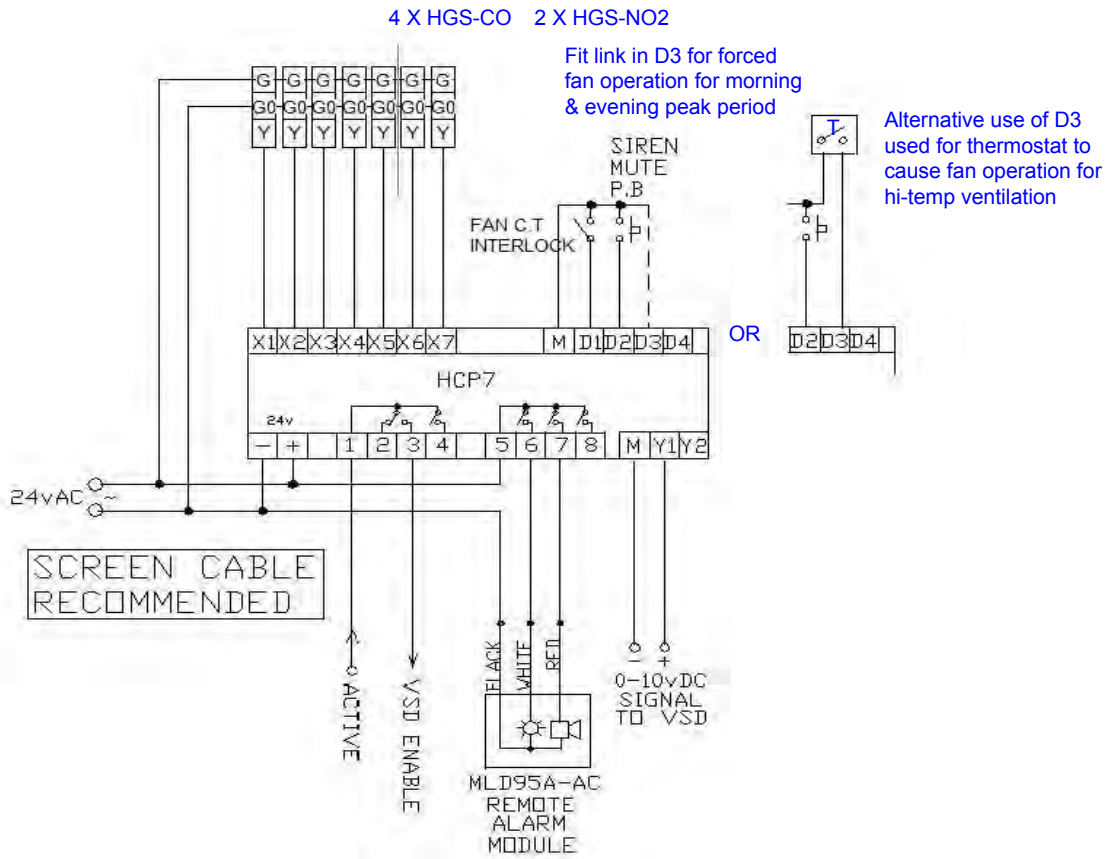 4 X HGS-CO 2 X HGS-NO2
Fit link in D3 for forced
fan operation for morning
& evening peak period
G G G G G G G
G0 G0 G0 G0 G0 G0 G0
Y Y Y Y Y Y Y
SIREN
MUTE
P.B
FAN C.T
INTERLOCK
T
Alternative use of D3
used for thermostat to
cause fan operation for
hi-temp ventilation
X1 X2 X3 X4 X5 X6 X7 M D1 D2 D3 D4
OR
D2 D3 D4
HCP7
24v
- + 1 2 3 4 5 6 7 8 M Y1 Y2
24vAC ~
SCREEN CABLE
RECOMMENDED
ACTIVE
VSD ENABLE
BLACK
WHITE
RED
- +
0-10vDC
SIGNAL
TO VSD
MLD95A-AC
REMOTE
ALARM
MODULE